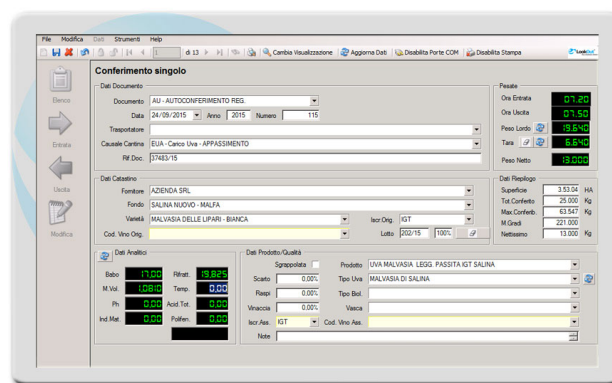 File Modifica Dati Strumenti Help
1 di 13 Cambia Visualizzazione Aggiorna Dati Disabilita Porte COM Disabilita Stampa
Conferimento singolo
Elenco
Entrata
Uscita
Modifica
Dati Documento
Documento AU - AUTOCONFERIMENTO REG.
Data 24/09/2015 Anno 2015 Numero 115
Trasportatore
Causale Cantina EUA - Carico Uva - APPASSIMENTO
Rif.Doc. 37483/15
Pesate
Ora Entrata 07.20
Ora Uscita 07.50
Peso Lordo 19.640
Tara 6.640
Peso Netto 13.000
Dati Catastino
Fornitore AZIENDA SRL
Fondo SALINA NUOVO - MALFA
Varietà MALVASIA DELLE LIPARI - BIANCA Iscr.Orig. IGT
Cod. Vino Orig. Lotto 202/15 100%
Dati Riepilogo
Superficie 3.53.04 HA
Tot.Conferto 25.000 Kg
Max.Conferib. 63.547 Kg
M.Gradi 221.000
Nettissimo 13.000 Kg
Dati Analitici
Babo 17,00 Rifratt. 19,825
M.Vol. 1,0810 Temp. 0,00
Ph 0,00 Acid.Tot. 0,00
Ind.Mat. 0,00 Polifen. 0,00
Dati Prodotto/Qualità
Sgrappolata Prodotto UVA MALVASIA LEGG. PASSITA IGT SALINA
Scarto 0,00% Tipo Uva MALVASIA DI SALINA
Raspi 0,00% Tipo Biol.
Vinaccia 0,00% Vasca
Iscr.Ass. IGT Cod. Vino Ass.
Note